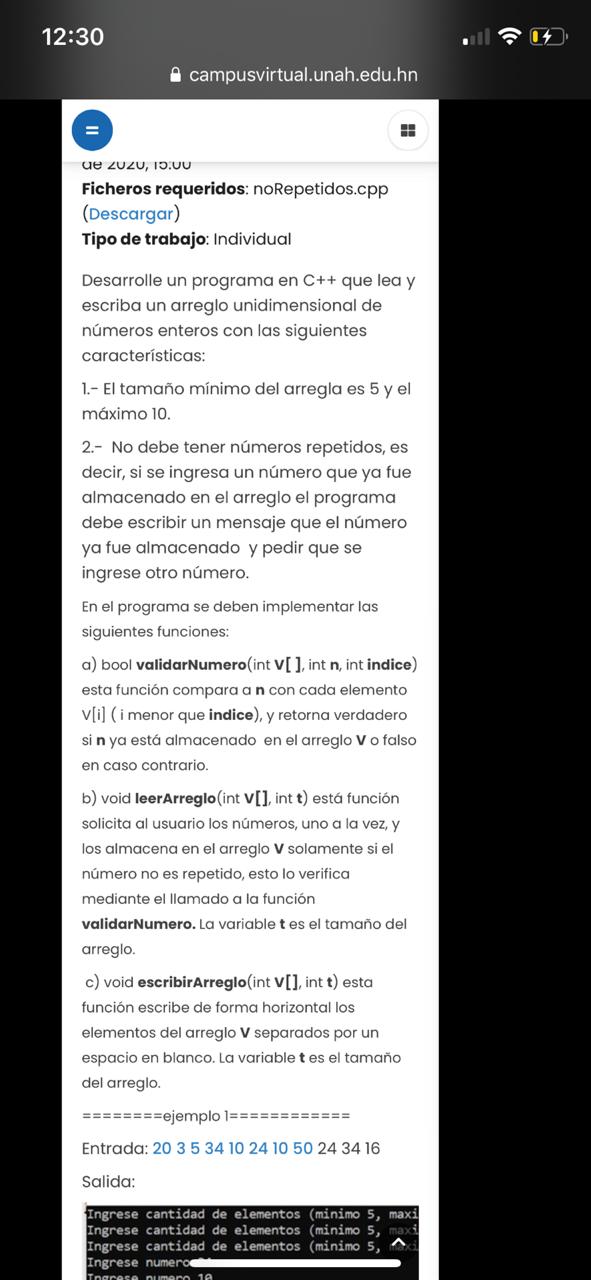 12:30
campusvirtual.unah.edu.hn
de 2020, 15:00
Ficheros requeridos: noRepetidos.cpp
(Descargar)
Tipo de trabajo: Individual
Desarrolle un programa en C++ que lea y
escriba un arreglo unidimensional de
números enteros con las siguientes
características:
1.- El tamaño mínimo del arregla es 5 y el
máximo 10.
2.- No debe tener números repetidos, es
decir, si se ingresa un número que ya fue
almacenado en el arreglo el programa
debe escribir un mensaje que el número
ya fue almacenado y pedir que se
ingrese otro número.
En el programa se deben implementar las
siguientes funciones:
a) bool validarNumero(int V[ ], int n, int indice)
esta función compara a n con cada elemento
V[i] ( i menor que indice), y retorna verdadero
si n ya está almacenado en el arreglo V o falso
en caso contrario.
b) void leerArreglo(int V[], int t) está función
solicita al usuario los números, uno a la vez, y
los almacena en el arreglo V solamente si el
número no es repetido, esto lo verifica
mediante el llamado a la función
validarNumero. La variable t es el tamaño del
arreglo.
c) void escribirArreglo(int V[], int t) esta
función escribe de forma horizontal los
elementos del arreglo V separados por un
espacio en blanco. La variable t es el tamaño
del arreglo.
========ejemplo 1============
Entrada: 20 3 5 34 10 24 10 50 24 34 16
Salida:
Ingrese cantidad de elementos (minimo 5, maxi
Ingrese cantidad de elementos (minimo 5, maxi
Ingrese cantidad de elementos (minimo 5, maxi
Ingrese numero
Ingrese numero 10